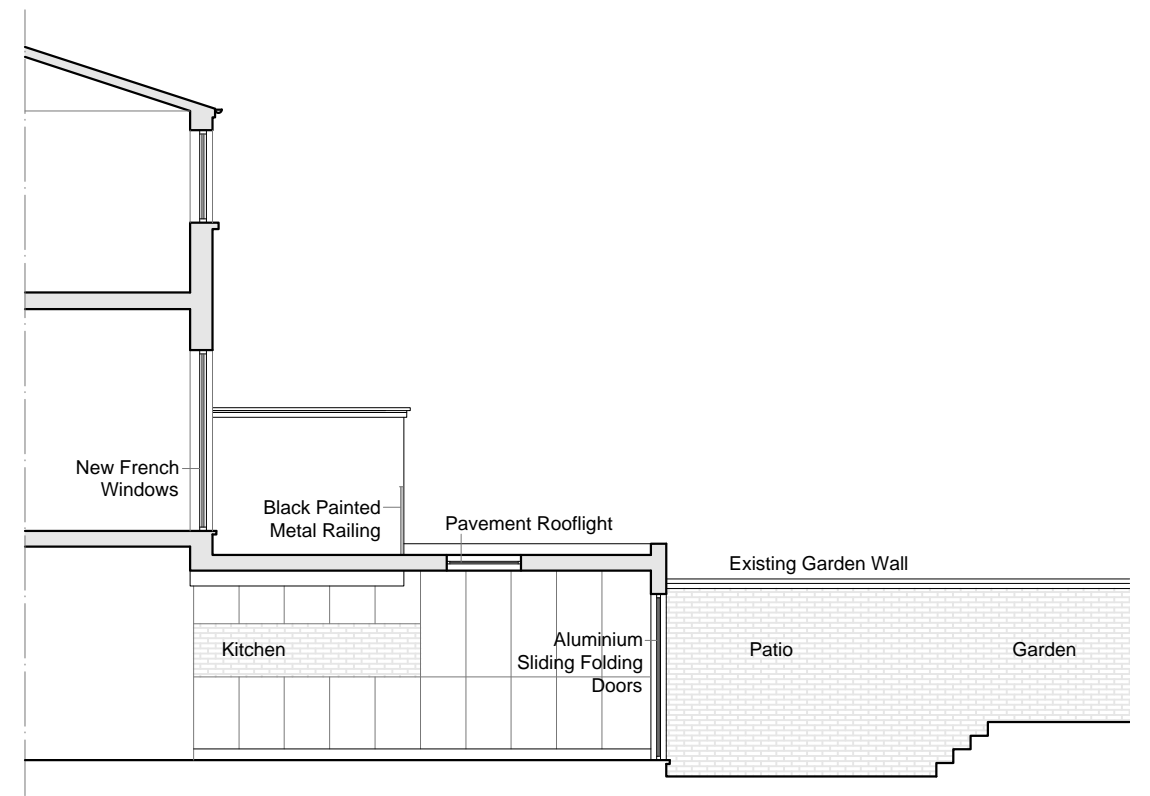 New French
Windows
Black Painted
Metal Railing
Pavement Rooflight
Existing Garden Wall
Kitchen
Aluminium
Sliding Folding
Doors
Patio
Garden